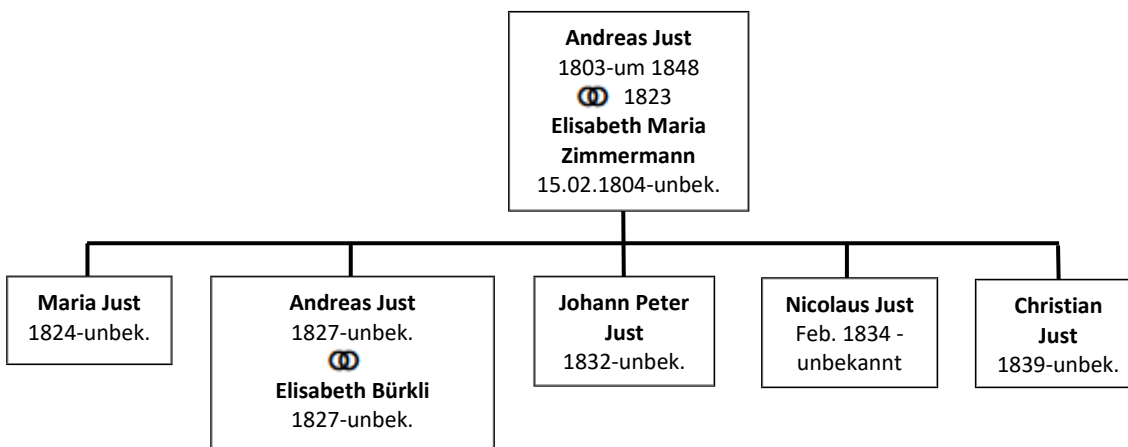 Andreas Just
1803-um 1848
1823
Elisabeth Maria
Zimmermann
15.02.1804-unbek.
Maria Just
1824-unbek.
Andreas Just
1827-unbek.
Elisabeth Bürkli
1827-unbek.
Johann Peter
Just
1832-unbek.
Nicolaus Just
Feb. 1834 -
unbekannt
Christian
Just
1839-unbek.